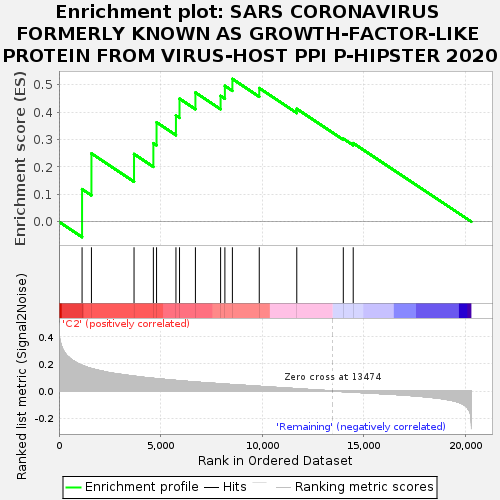 Enrichment plot: SARS CORONAVIRUS
FORMERLY KNOWN AS GROWTH-FACTOR-LIKE
PROTEIN FROM VIRUS-HOST PPI P-HIPSTER 2020
Enrichment score (ES)
0.5
0.4
0.3
0.2
0.1
0.0
'C2' (positively correlated)
Ranked list metric (Signal2Noise)
0.4
0.2
0.0
-0.2
Zero cross at 13474
'Remaining' (negatively correlated)
0 5,000 10,000 15,000 20,000
Rank in Ordered Dataset
Enrichment profile Hits Ranking metric scores